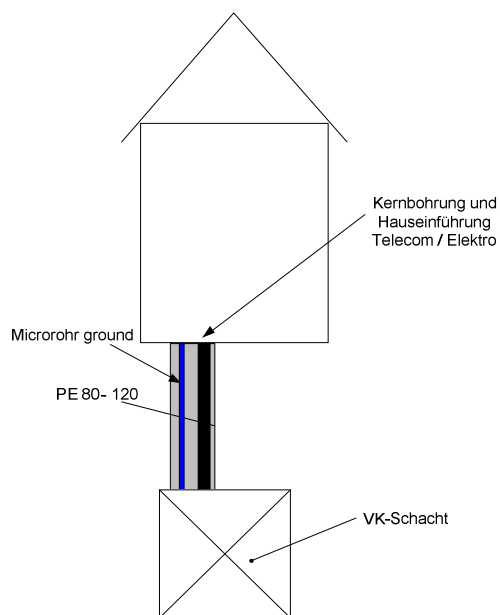 Kernbohrung und
Hauseinführung
Telecom / Elektro
Microrohr ground
PE 80- 120
VK-Schacht